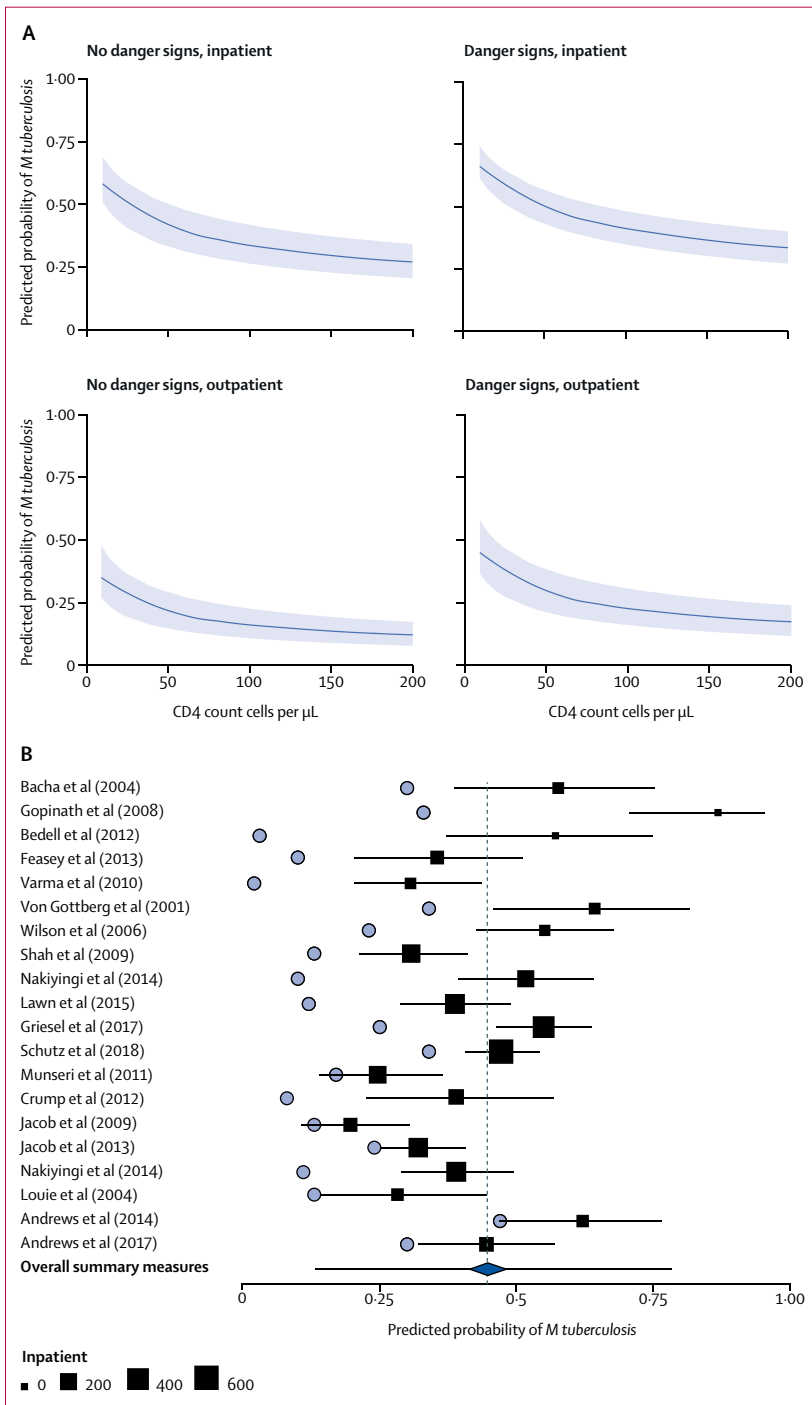 A
No danger signs, inpatient
Danger signs, inpatient
Predicted probability of M tuberculosis
1·00
0·75
0·50
0·25
0
No danger signs, outpatient
Danger signs, outpatient
Predicted probability of M tuberculosis
1·00
0·75
0·50
0·25
0
0 50 100 150 200
0 50 100 150 200
CD4 count cells per µL
CD4 count cells per µL
B
Bacha et al (2004)
Gopinath et al (2008)
Bedell et al (2012)
Feasey et al (2013)
Varma et al (2010)
Von Gottberg et al (2001)
Wilson et al (2006)
Shah et al (2009)
Nakiyingi et al (2014)
Lawn et al (2015)
Griesel et al (2017)
Schutz et al (2018)
Munseri et al (2011)
Crump et al (2012)
Jacob et al (2009)
Jacob et al (2013)
Nakiyingi et al (2014)
Louie et al (2004)
Andrews et al (2014)
Andrews et al (2017)
Overall summary measures
0 0·25 0·5 0·75 1·00
Predicted probability of M tuberculosis
Inpatient
0 200 400 600